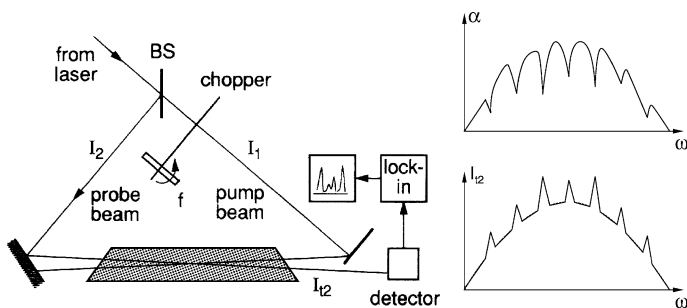 from
laser
BS
chopper
I₂
I₁
f
probe
beam
pump
beam
lock-
in
Iₜ₂
detector
α
ω
Iₜ₂
ω